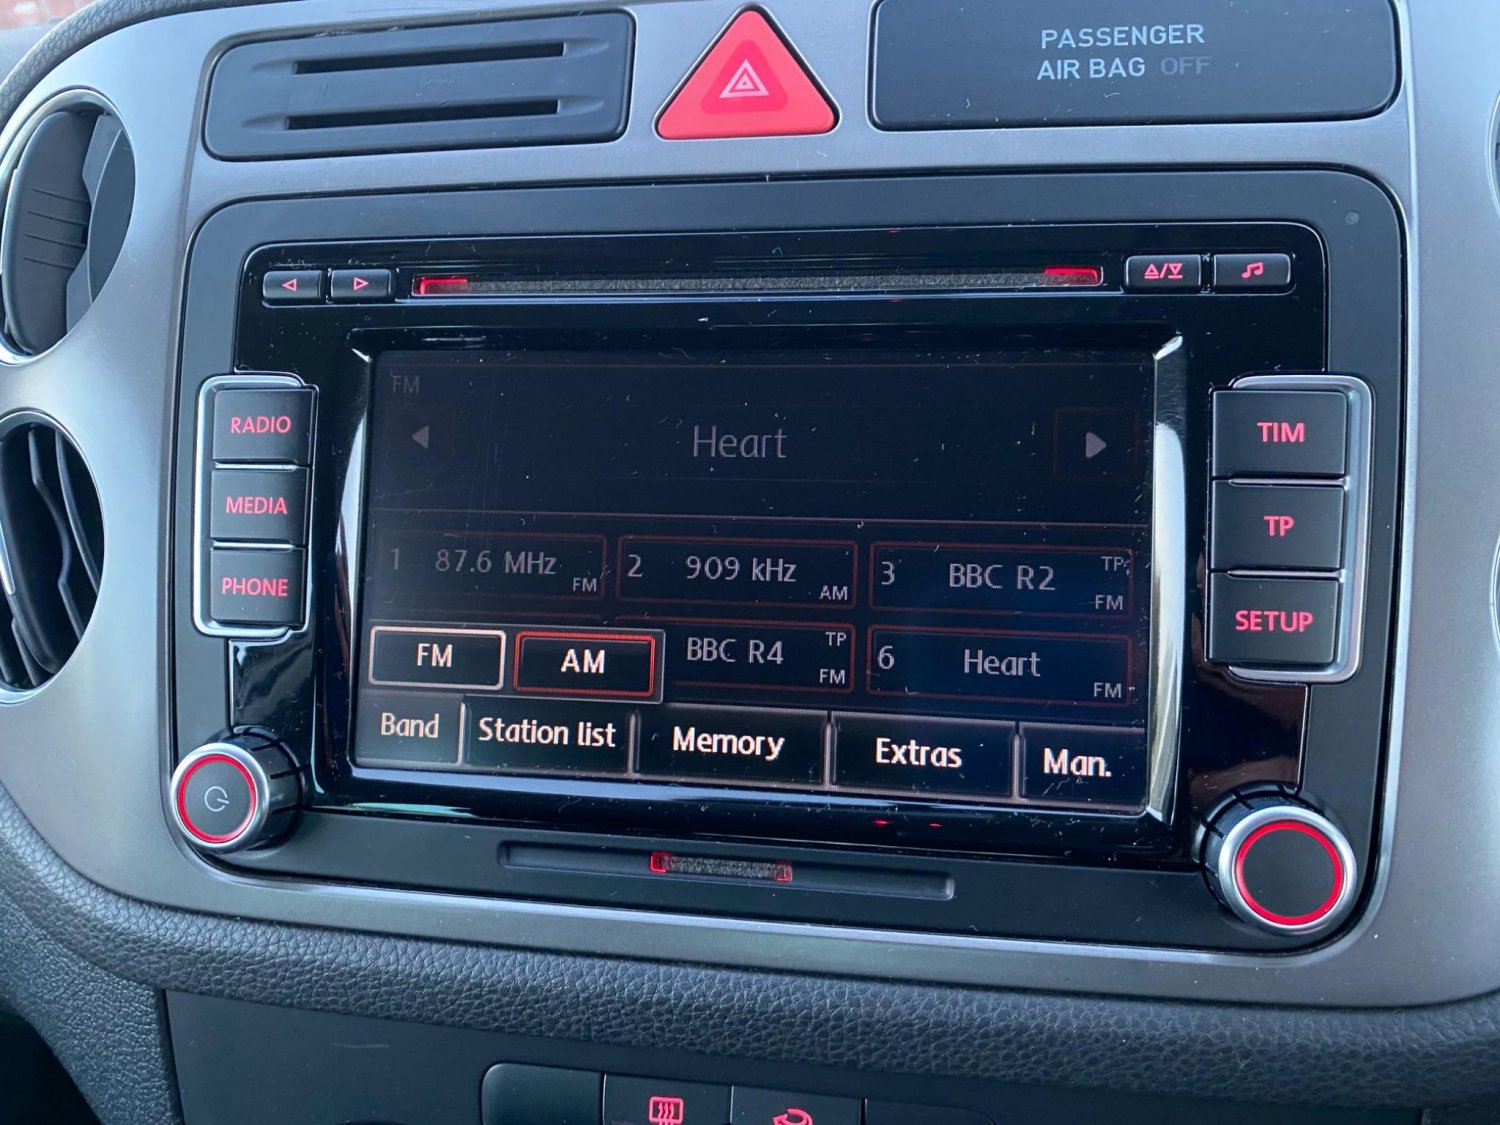 PASSENGER
AIR BAG OFF
RADIO
MEDIA
PHONE
TIM
TP
SETUP
FM
Heart
1 87.6 MHz FM
2 909 kHz AM
3 BBC R2 TP FM
FM
AM
BBC R4 TP FM
6 Heart FM
Band
Station list
Memory
Extras
Man.